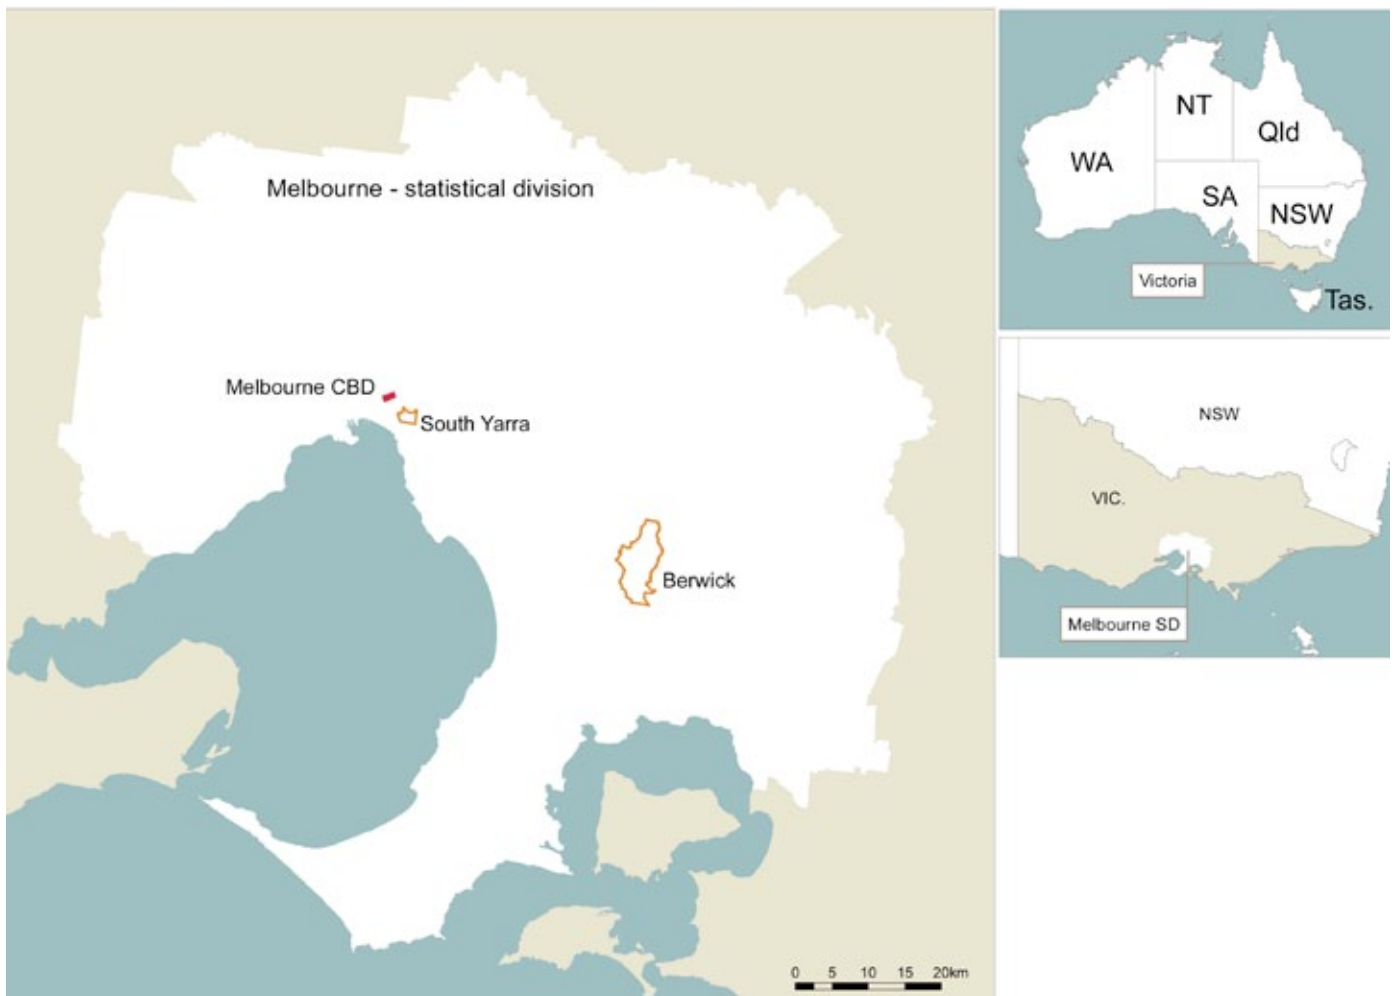 Melbourne - statistical division
Melbourne CBD
South Yarra
Berwick
0 5 10 15 20km
NT
Qld
WA
SA
NSW
Victoria
Tas.
NSW
VIC.
Melbourne SD